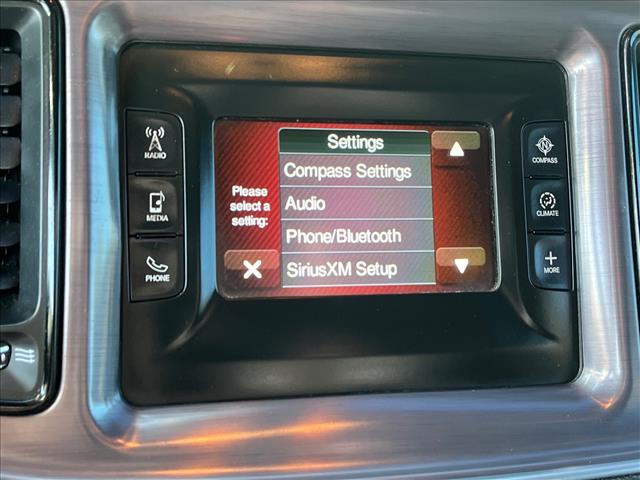 RADIO
MEDIA
PHONE
Settings
Please
select a
setting:
Compass Settings
Audio
Phone/Bluetooth
SiriusXM Setup
N
COMPASS
CLIMATE
MORE